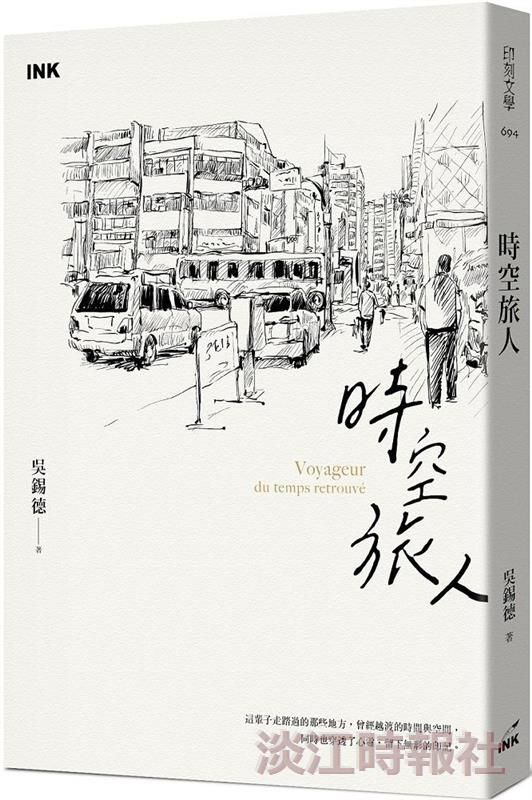 INK
時空旅人
Voyageur
du temps retrouvé
吳錫德
著
這輩子走踏過的那些地方，曾經越渡的時間與空間，
同時也穿透了心靈，留下無形的印記。
印刻文學
694
時空旅人
吳錫德
著
INK
淡江時報社